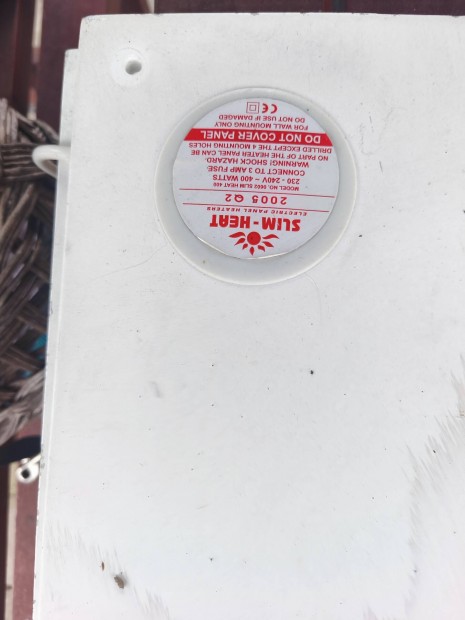 SLIM-HEAT
ELECTRIC PANEL HEATERS
2005 Q2
MODEL NO. 0602 SLIM HEAT 400
230 - 240V ~ 400 WATTS
CONNECT TO 3 AMP FUSE.
WARNING! SHOCK HAZARD.
NO PART OF THE HEATER PANEL CAN BE
DRILLED EXCEPT THE 4 MOUNTING HOLES
DO NOT COVER PANEL
FOR WALL MOUNTING ONLY
DO NOT USE IF DAMAGED
CE